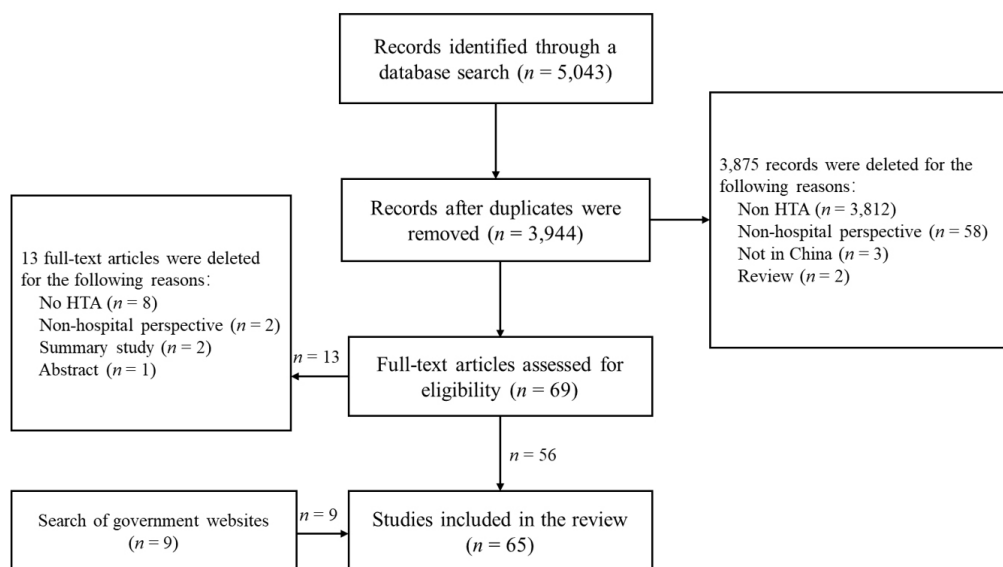 Records identified through a
database search (n = 5,043)
3,875 records were deleted for the
following reasons：
Non HTA (n = 3,812)
Non-hospital perspective (n = 58)
Not in China (n = 3)
Review (n = 2)
Records after duplicates were
removed (n = 3,944)
13 full-text articles were deleted
for the following reasons：
No HTA (n = 8)
Non-hospital perspective (n = 2)
Summary study (n = 2)
Abstract (n = 1)
n = 13
Full-text articles assessed for
eligibility (n = 69)
n = 56
Search of government websites
(n = 9)
n = 9
Studies included in the review
(n = 65)